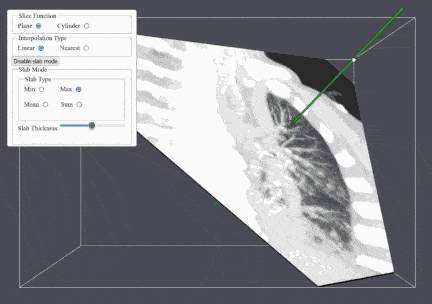 Slice Function
Plane Cylinder
Interpolation Type
Linear Nearest
Disable slab mode
Slab Mode
Slab Type
Min Max
Mean Sum
Slab Thickness